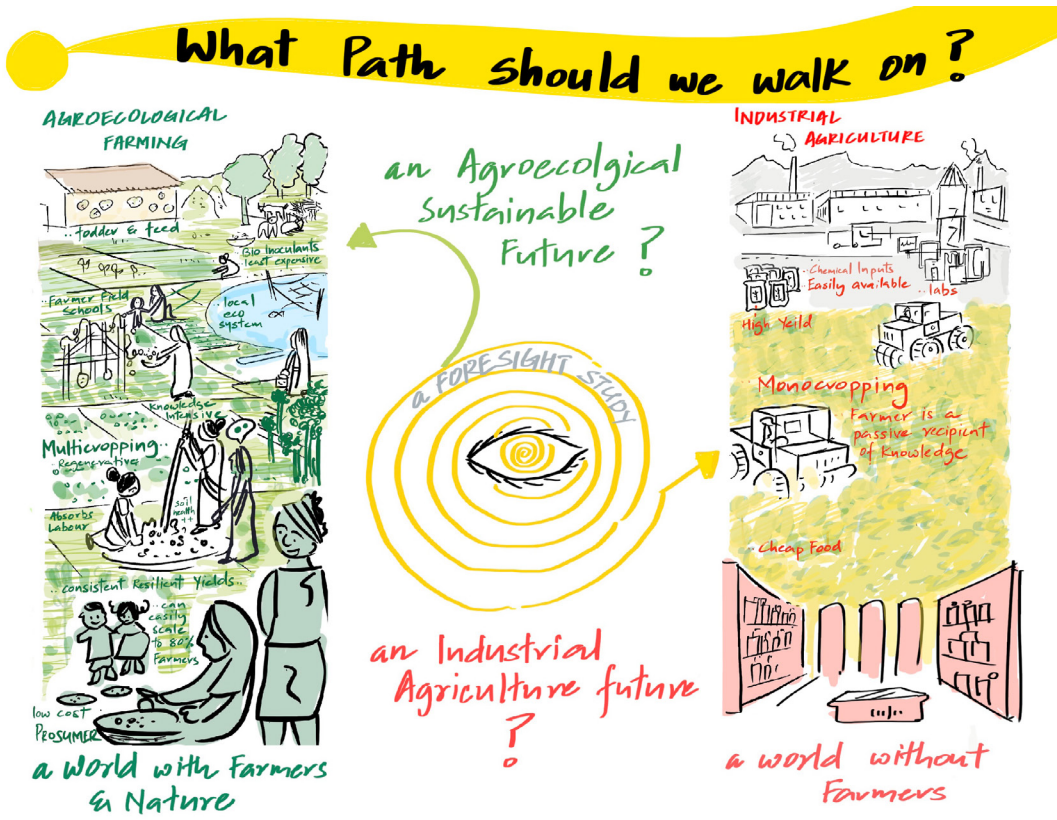 What Path should we walk on?
AGROECOLOGICAL
FARMING
..fodder & feed
Bio Inoculants
least expensive
..Farmer Field
Schools
..local
eco
system
Knowledge
Intensive
Multicropping..
..Regenerative
Absorbs
Labour
soil
health
++
..consistent Resilient Yields..
..can
easily
scale
to 80%
Farmers
low cost
PROSUMER
a World with Farmers
& Nature
an Agroecolgical
Sustainable
Future ?
a FORESIGHT STUDY
an Industrial
Agriculture future
?
INDUSTRIAL
AGRICULTURE
Chemical Inputs
Easily available
..labs
High Yeild
Monocropping
Farmer is a
passive recipient
of Knowledge
Cheap Food
a world without
Farmers